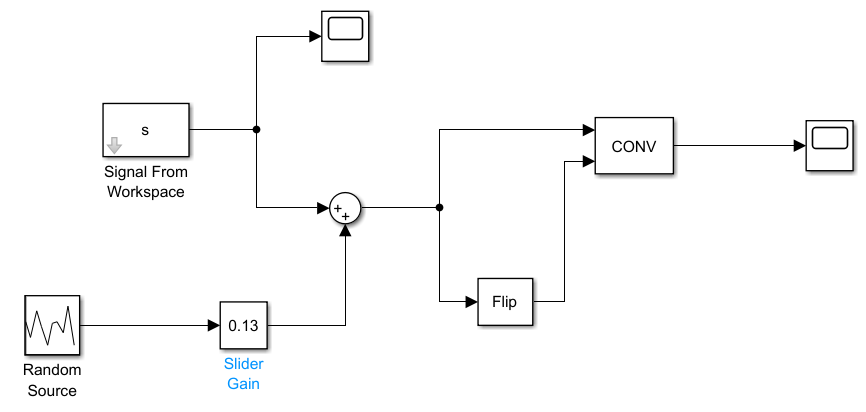 s
Signal From
Workspace
CONV
+
+
Flip
0.13
Slider
Gain
Random
Source